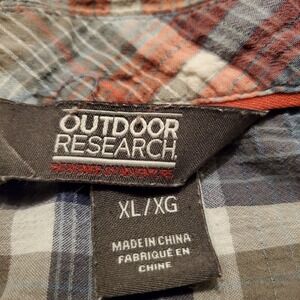 OUTDOOR
RESEARCH
XL/XG
MADE IN CHINA
FABRIQUÉ EN
CHINE